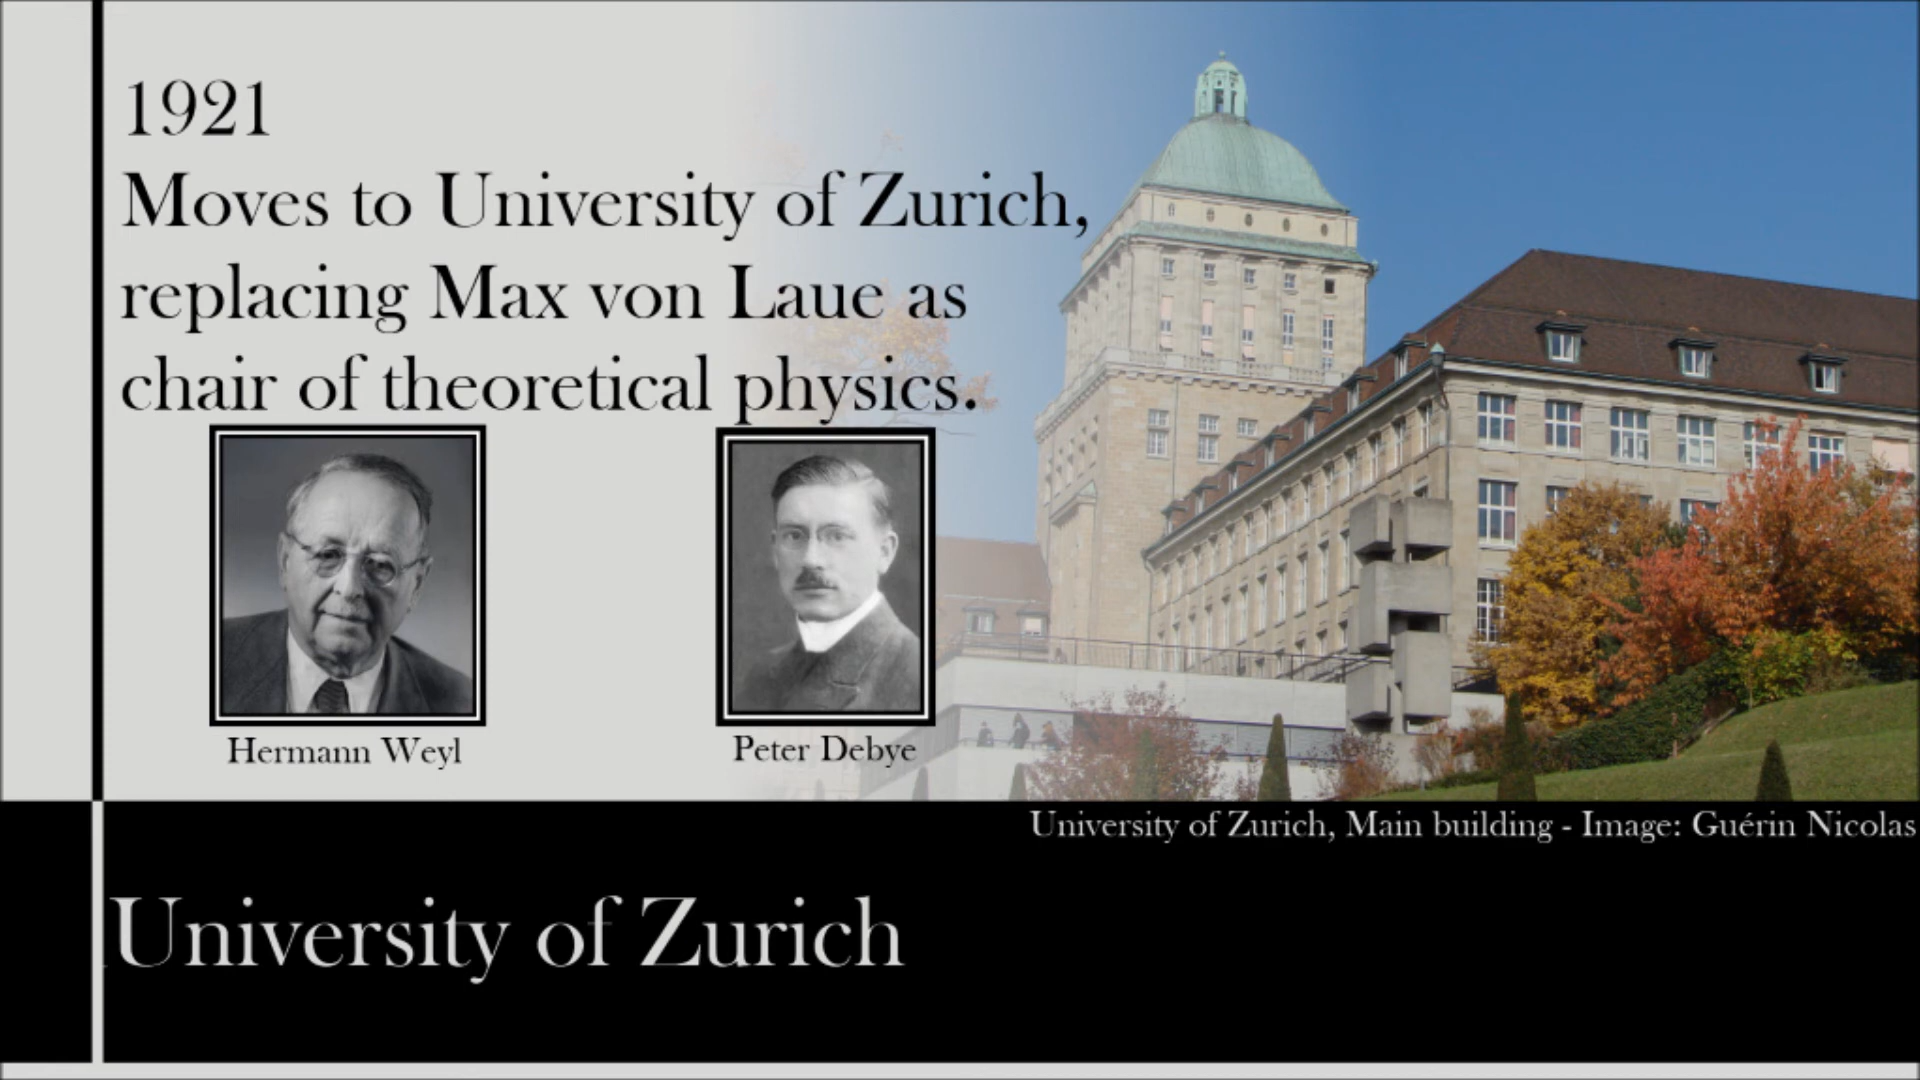 1921
Moves to University of Zurich,
replacing Max von Laue as
chair of theoretical physics.
Hermann Weyl
Peter Debye
University of Zurich, Main building - Image: Guérin Nicolas
University of Zurich